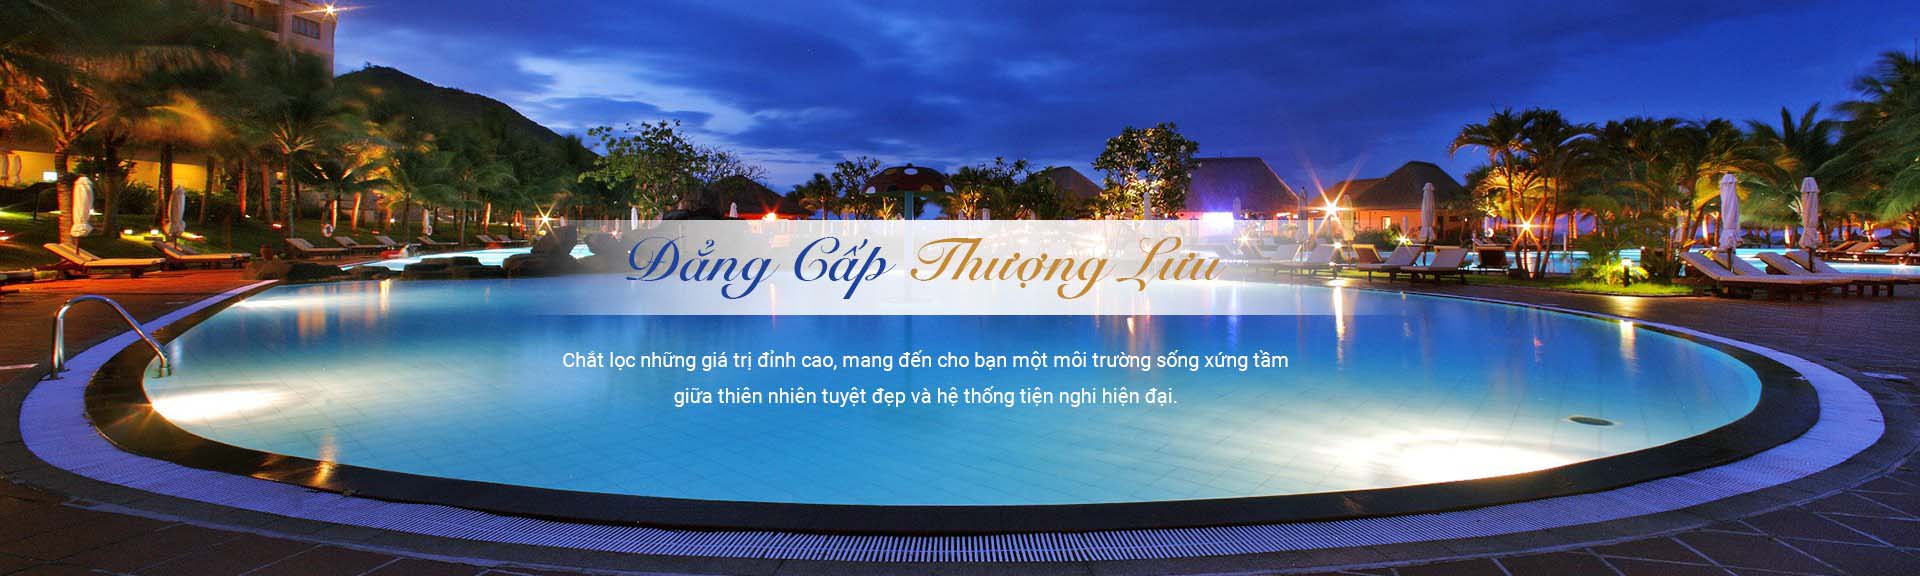 Đẳng Cấp Thượng Lưu
Chắt lọc những giá trị đỉnh cao, mang đến cho bạn một môi trường sống xứng tầm
giữa thiên nhiên tuyệt đẹp và hệ thống tiện nghi hiện đại.